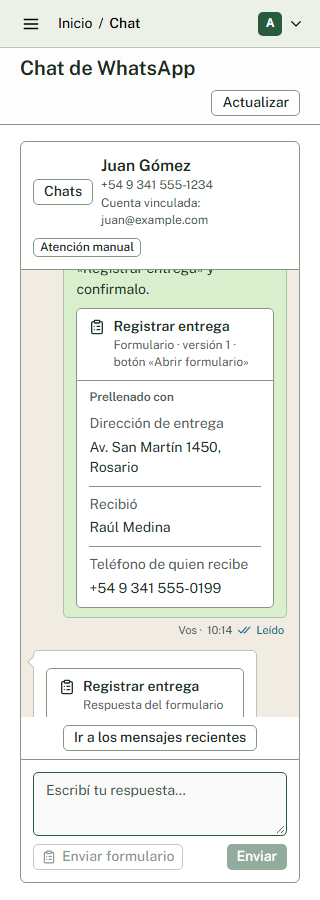 Inicio / Chat
A
Chat de WhatsApp
Actualizar
Chats
Juan Gómez
+54 9 341 555-1234
Cuenta vinculada:
juan@example.com
Atención manual
«Registrar entrega» y
confirmalo.
Registrar entrega
Formulario · versión 1 ·
botón «Abrir formulario»
Prellenado con
Dirección de entrega
Av. San Martín 1450,
Rosario
Recibió
Raúl Medina
Teléfono de quien recibe
+54 9 341 555-0199
Vos · 10:14 Leído
Registrar entrega
Respuesta del formulario
Ir a los mensajes recientes
Escribí tu respuesta...
Enviar formulario
Enviar